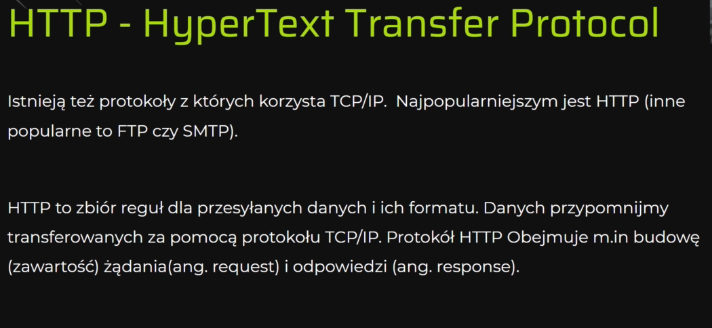 HTTP - HyperText Transfer Protocol
Istnieją też protokoły z których korzysta TCP/IP. Najpopularniejszym jest HTTP (inne
popularne to FTP czy SMTP).
HTTP to zbiór reguł dla przesyłanych danych i ich formatu. Danych przypomnijmy
transferowanych za pomocą protokołu TCP/IP. Protokół HTTP Obejmuje m.in budowę
(zawartość) żądania(ang. request) i odpowiedzi (ang. response).